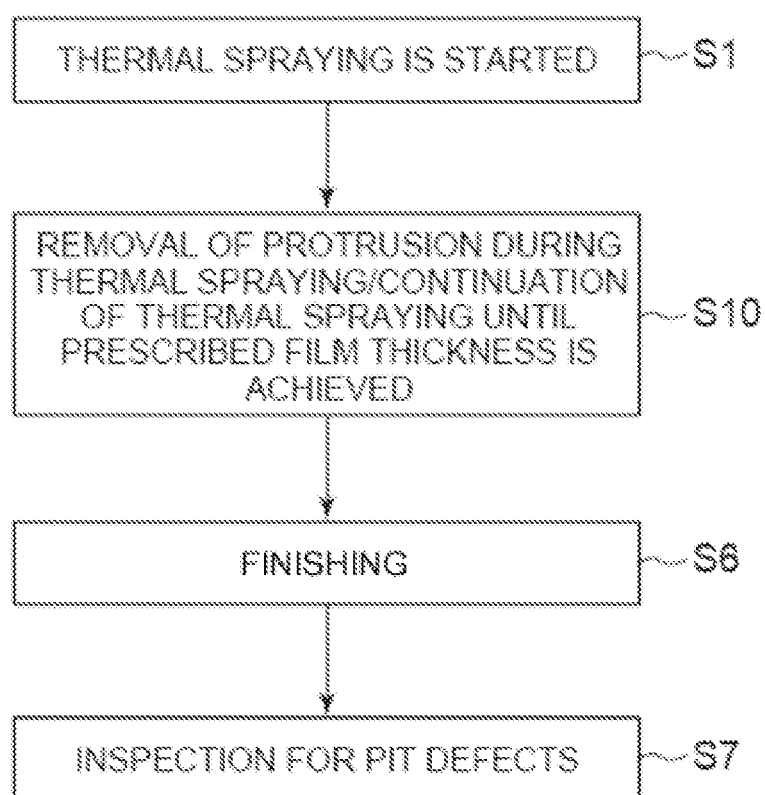 THERMAL SPRAYING IS STARTED
S1
REMOVAL OF PROTRUSION DURING
THERMAL SPRAYING/CONTINUATION
OF THERMAL SPRAYING UNTIL
PRESCRIBED FILM THICKNESS IS
ACHIEVED
S10
FINISHING
S6
INSPECTION FOR PIT DEFECTS
S7